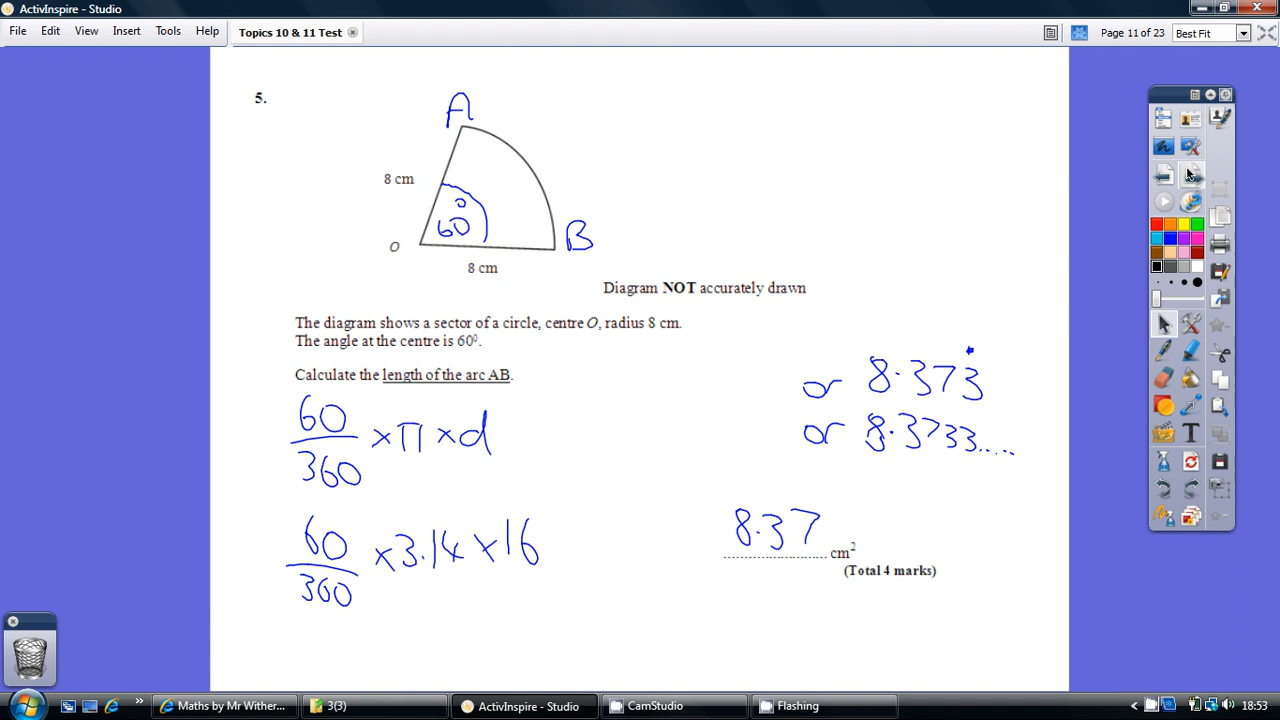 ActivInspire - Studio
File Edit View Insert Tools Help
Topics 10 & 11 Test
Page 11 of 23
Best Fit
5.
A
8 cm
60°
O
B
8 cm
Diagram NOT accurately drawn
The diagram shows a sector of a circle, centre O, radius 8 cm.
The angle at the centre is 60⁰.
Calculate the length of the arc AB.
60/360 × π × d
or 8.373̇
or 8.3733.....
60/360 × 3.14 × 16
8.37
.......................... cm²
(Total 4 marks)
Maths by Mr Wither...
3(3)
ActivInspire - Studio
CamStudio
Flashing
18:53